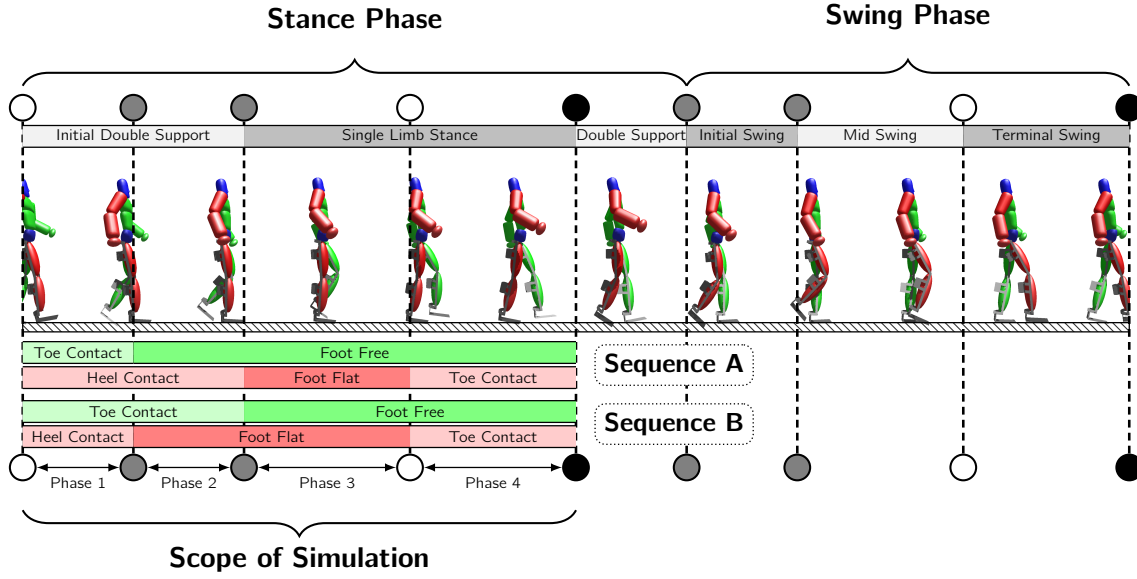 Stance Phase
Swing Phase
Initial Double Support
Single Limb Stance
Double Support
Initial Swing
Mid Swing
Terminal Swing
Toe Contact
Foot Free
Heel Contact
Foot Flat
Toe Contact
Sequence A
Toe Contact
Foot Free
Heel Contact
Foot Flat
Toe Contact
Sequence B
Phase 1
Phase 2
Phase 3
Phase 4
Scope of Simulation